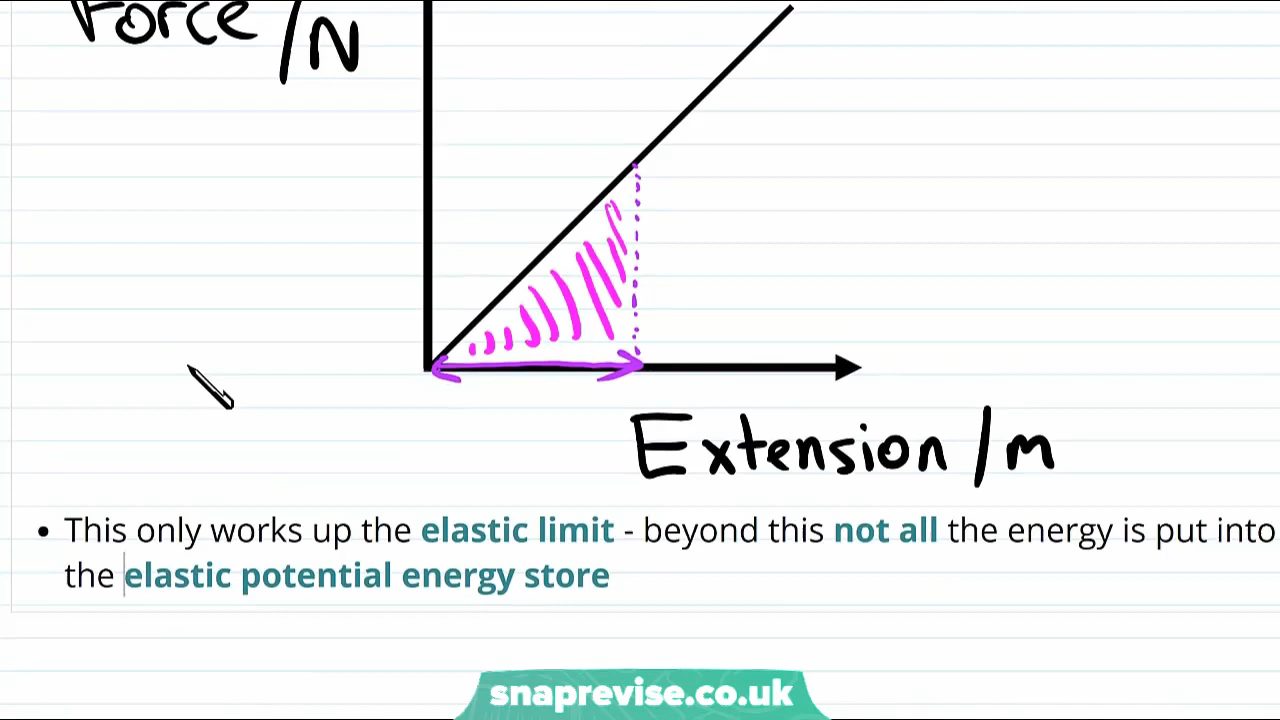 Force /N
Extension /m
• This only works up the elastic limit - beyond this not all the energy is put into
the elastic potential energy store
snaprevise.co.uk